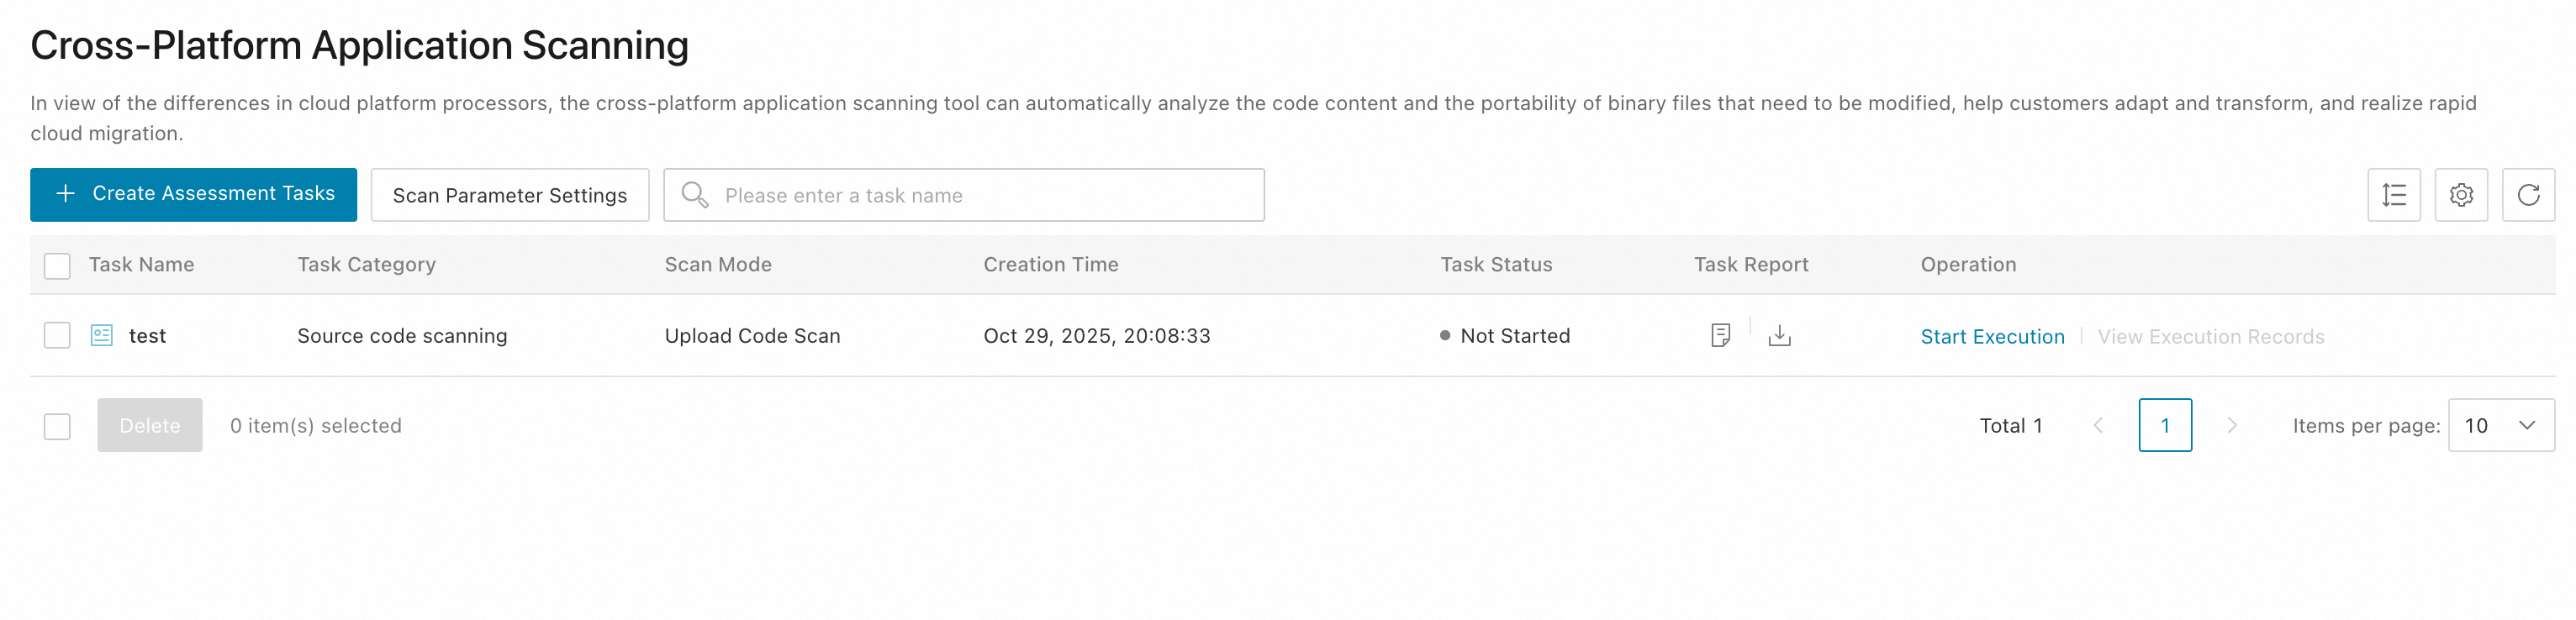 Cross-Platform Application Scanning
In view of the differences in cloud platform processors, the cross-platform application scanning tool can automatically analyze the code content and the portability of binary files that need to be modified, help customers adapt and transform, and realize rapid
cloud migration.
Create Assessment Tasks Scan Parameter Settings Please enter a task name
Task Name Task Category Scan Mode Creation Time Task Status Task Report Operation
test Source code scanning Upload Code Scan Oct 29, 2025, 20:08:33 Not Started Start Execution View Execution Records
Delete 0 item(s) selected Total 1 1 Items per page: 10